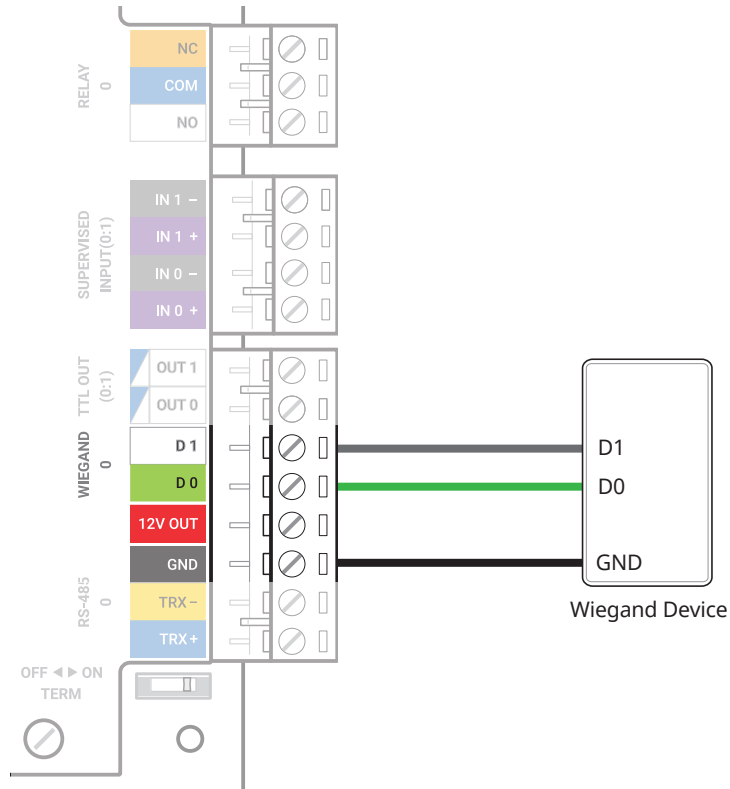 RELAY
0
NC
COM
NO
SUPERVISED
INPUT(0:1)
IN 1 −
IN 1 +
IN 0 −
IN 0 +
TTL OUT
(0:1)
OUT 1
OUT 0
WIEGAND
0
D 1
D 0
12V OUT
GND
RS-485
0
TRX −
TRX +
OFF ◀ ▶ ON
TERM
D1
D0
GND
Wiegand Device